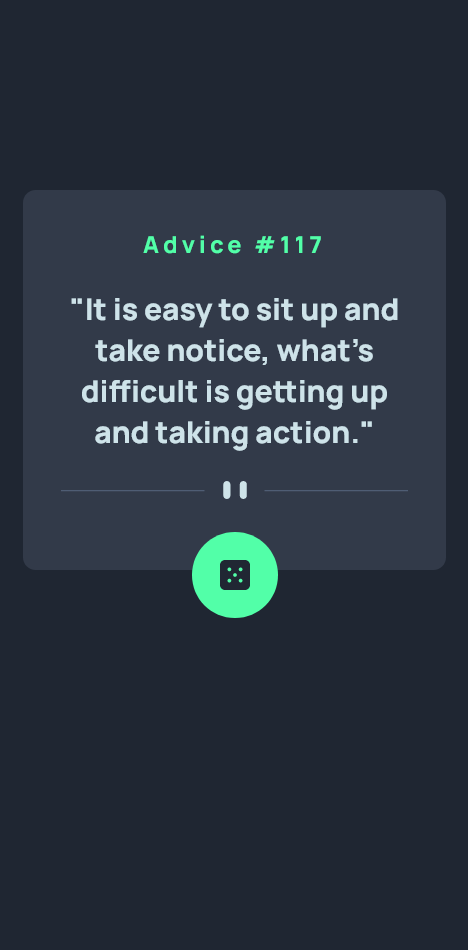 Advice #117
"It is easy to sit up and
take notice, what’s
difficult is getting up
and taking action."